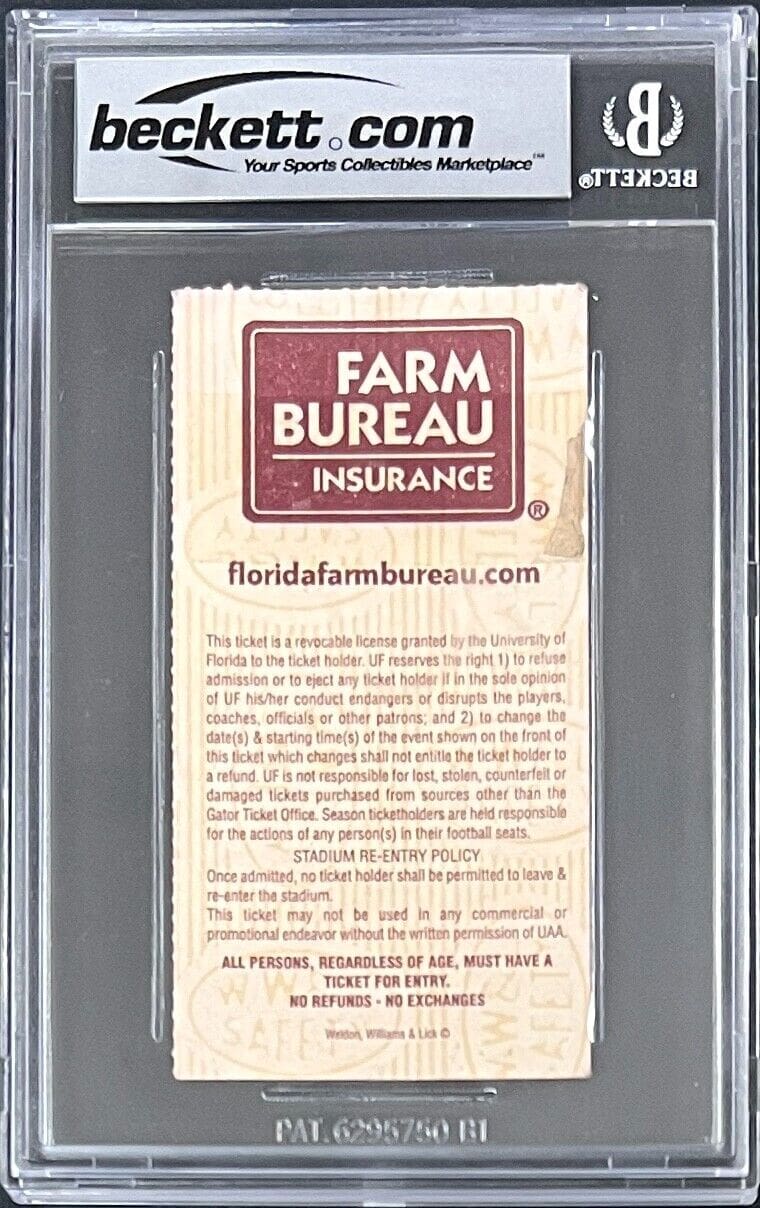 beckett.com
Your Sports Collectibles Marketplace™
B
BECKETT®
FARM
BUREAU
INSURANCE
®
floridafarmbureau.com
This ticket is a revocable license granted by the University of
Florida to the ticket holder. UF reserves the right 1) to refuse
admission or to eject any ticket holder if in the sole opinion
of UF his/her conduct endangers or disrupts the players,
coaches, officials or other patrons; and 2) to change the
date(s) & starting time(s) of the event shown on the front of
this ticket which changes shall not entitle the ticket holder to
a refund. UF is not responsible for lost, stolen, counterfeit or
damaged tickets purchased from sources other than the
Gator Ticket Office. Season ticketholders are held responsible
for the actions of any person(s) in their football seats.
STADIUM RE-ENTRY POLICY
Once admitted, no ticket holder shall be permitted to leave &
re-enter the stadium.
This ticket may not be used in any commercial or
promotional endeavor without the written permission of UAA.
ALL PERSONS, REGARDLESS OF AGE, MUST HAVE A
TICKET FOR ENTRY.
NO REFUNDS - NO EXCHANGES
Weldon, Williams & Lick ©
PAT. 6295750 B1